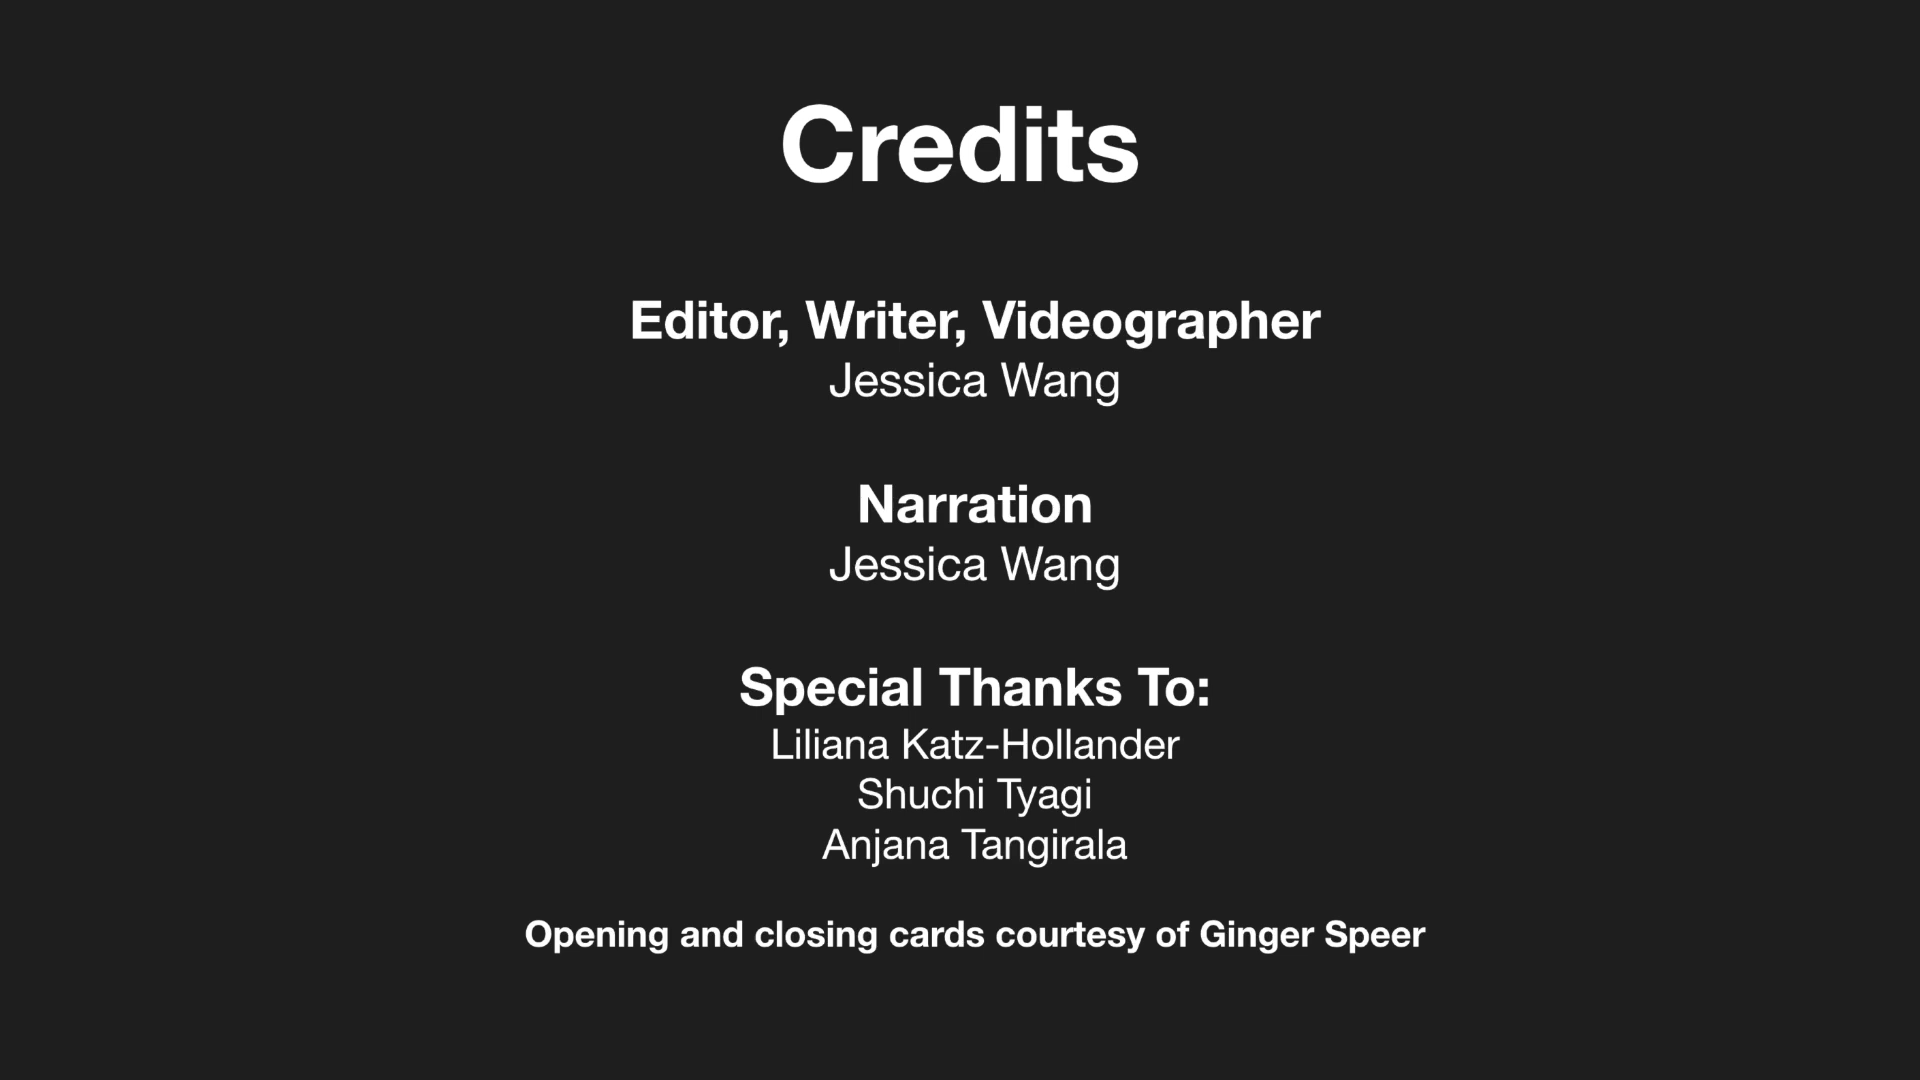 Credits
Editor, Writer, Videographer
Jessica Wang
Narration
Jessica Wang
Special Thanks To:
Liliana Katz-Hollander
Shuchi Tyagi
Anjana Tangirala
Opening and closing cards courtesy of Ginger Speer